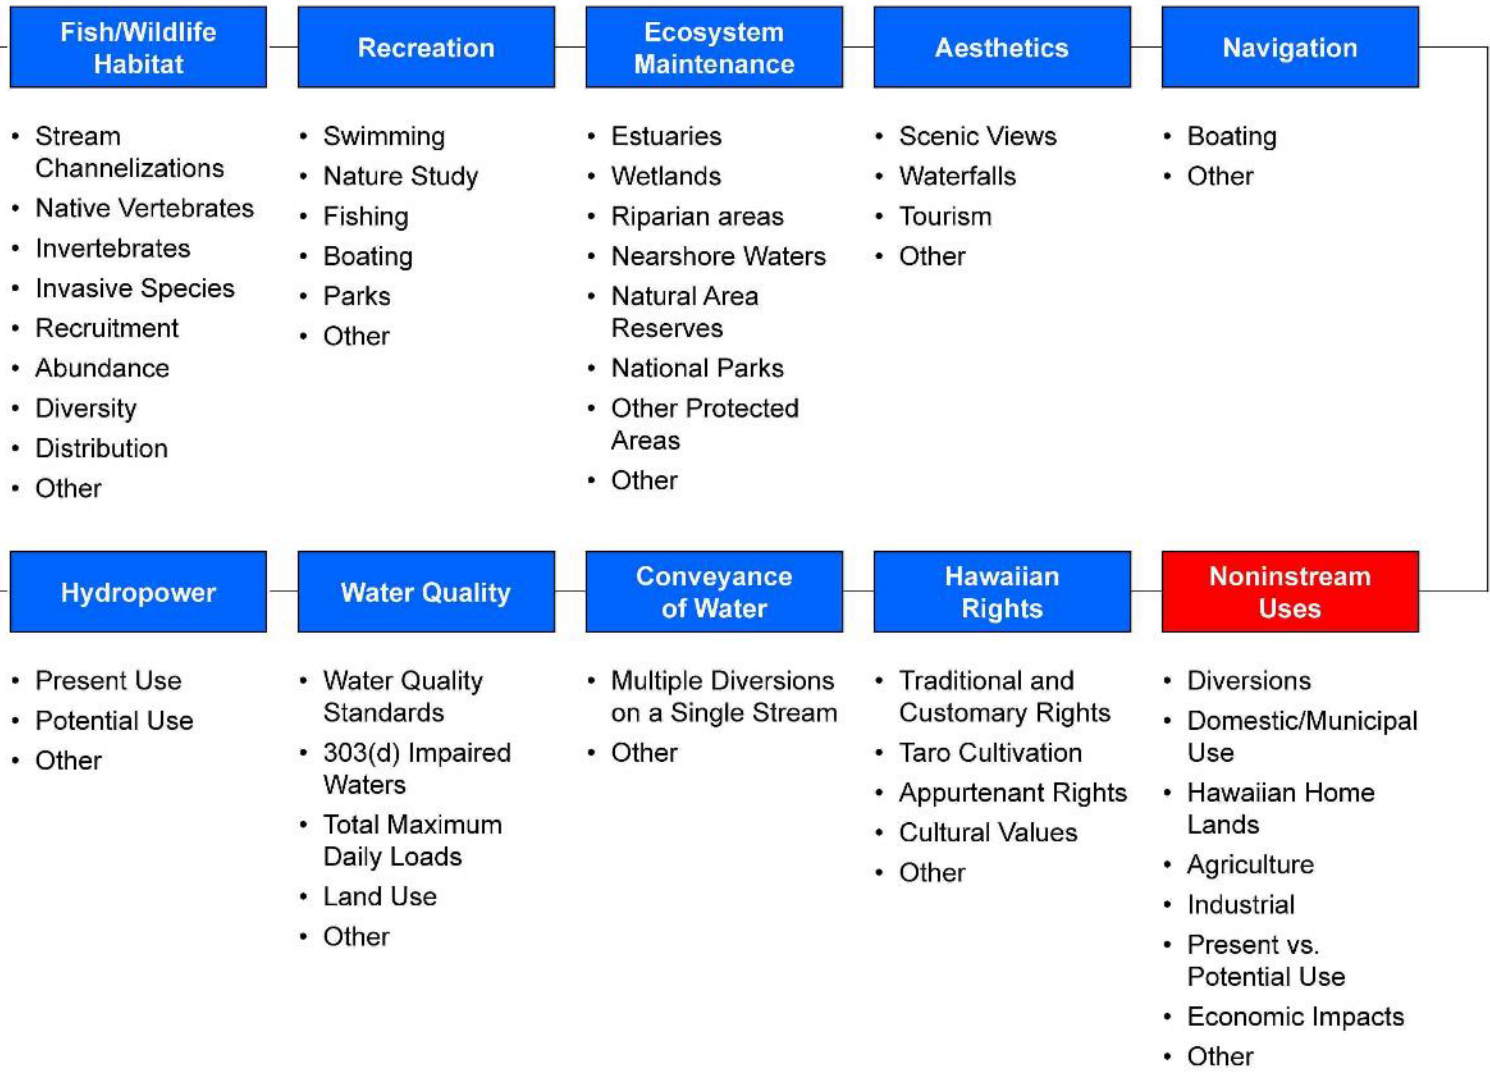 Fish/Wildlife
Habitat
• Stream
Channelizations
• Native Vertebrates
• Invertebrates
• Invasive Species
• Recruitment
• Abundance
• Diversity
• Distribution
• Other
Recreation
• Swimming
• Nature Study
• Fishing
• Boating
• Parks
• Other
Ecosystem
Maintenance
• Estuaries
• Wetlands
• Riparian areas
• Nearshore Waters
• Natural Area
Reserves
• National Parks
• Other Protected
Areas
• Other
Aesthetics
• Scenic Views
• Waterfalls
• Tourism
• Other
Navigation
• Boating
• Other
Hydropower
• Present Use
• Potential Use
• Other
Water Quality
• Water Quality
Standards
• 303(d) Impaired
Waters
• Total Maximum
Daily Loads
• Land Use
• Other
Conveyance
of Water
• Multiple Diversions
on a Single Stream
• Other
Hawaiian
Rights
• Traditional and
Customary Rights
• Taro Cultivation
• Appurtenant Rights
• Cultural Values
• Other
Noninstream
Uses
• Diversions
• Domestic/Municipal
Use
• Hawaiian Home
Lands
• Agriculture
• Industrial
• Present vs.
Potential Use
• Economic Impacts
• Other